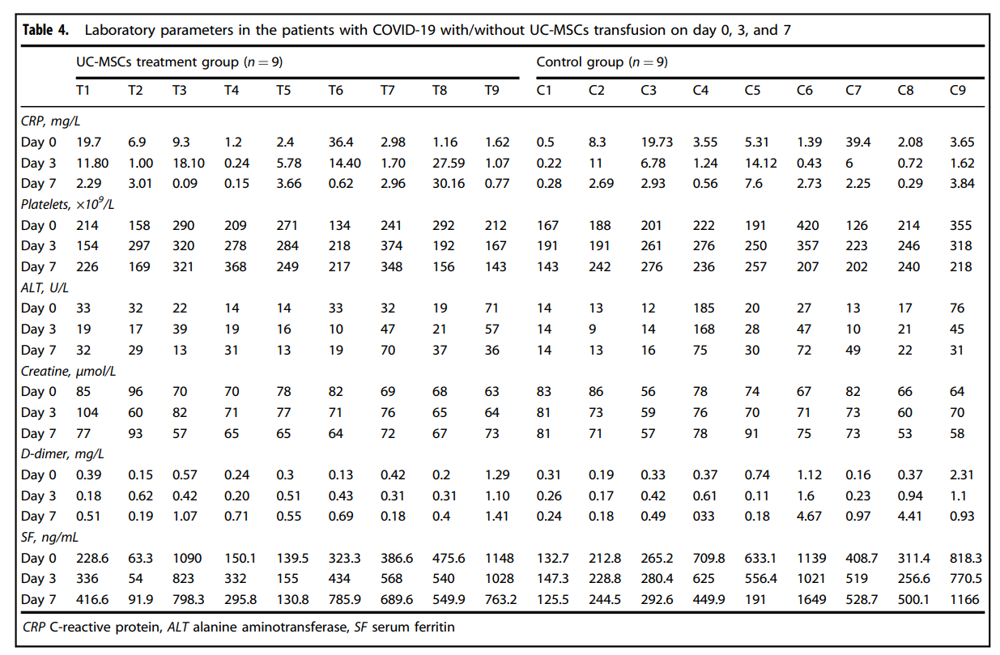 Table 4. Laboratory parameters in the patients with COVID-19 with/without UC-MSCs transfusion on day 0, 3, and 7
UC-MSCs treatment group (n = 9) Control group (n = 9)
T1 T2 T3 T4 T5 T6 T7 T8 T9 C1 C2 C3 C4 C5 C6 C7 C8 C9
CRP, mg/L
Day 0 19.7 6.9 9.3 1.2 2.4 36.4 2.98 1.16 1.62 0.5 8.3 19.73 3.55 5.31 1.39 39.4 2.08 3.65
Day 3 11.80 1.00 18.10 0.24 5.78 14.40 1.70 27.59 1.07 0.22 11 6.78 1.24 14.12 0.43 6 0.72 1.62
Day 7 2.29 3.01 0.09 0.15 3.66 0.62 2.96 30.16 0.77 0.28 2.69 2.93 0.56 7.6 2.73 2.25 0.29 3.84
Platelets, ×10⁹/L
Day 0 214 158 290 209 271 134 241 292 212 167 188 201 222 191 420 126 214 355
Day 3 154 297 320 278 284 218 374 192 167 191 191 261 276 250 357 223 246 318
Day 7 226 169 321 368 249 217 348 156 143 143 242 276 236 257 207 202 240 218
ALT, U/L
Day 0 33 32 22 14 14 33 32 19 71 14 13 12 185 20 27 13 17 76
Day 3 19 17 39 19 16 10 47 21 57 14 9 14 168 28 47 10 21 45
Day 7 32 29 13 31 13 19 70 37 36 14 13 16 75 30 72 49 22 31
Creatine, μmol/L
Day 0 85 96 70 70 78 82 69 68 63 83 86 56 78 74 67 82 66 64
Day 3 104 60 82 71 77 71 76 65 64 81 73 59 76 70 71 73 60 70
Day 7 77 93 57 65 65 64 72 67 73 81 71 57 78 91 75 73 53 58
D-dimer, mg/L
Day 0 0.39 0.15 0.57 0.24 0.3 0.13 0.42 0.2 1.29 0.31 0.19 0.33 0.37 0.74 1.12 0.16 0.37 2.31
Day 3 0.18 0.62 0.42 0.20 0.51 0.43 0.31 0.31 1.10 0.26 0.17 0.42 0.61 0.11 1.6 0.23 0.94 1.1
Day 7 0.51 0.19 1.07 0.71 0.55 0.69 0.18 0.4 1.41 0.24 0.18 0.49 033 0.18 4.67 0.97 4.41 0.93
SF, ng/mL
Day 0 228.6 63.3 1090 150.1 139.5 323.3 386.6 475.6 1148 132.7 212.8 265.2 709.8 633.1 1139 408.7 311.4 818.3
Day 3 336 54 823 332 155 434 568 540 1028 147.3 228.8 280.4 625 556.4 1021 519 256.6 770.5
Day 7 416.6 91.9 798.3 295.8 130.8 785.9 689.6 549.9 763.2 125.5 244.5 292.6 449.9 191 1649 528.7 500.1 1166
CRP C-reactive protein, ALT alanine aminotransferase, SF serum ferritin